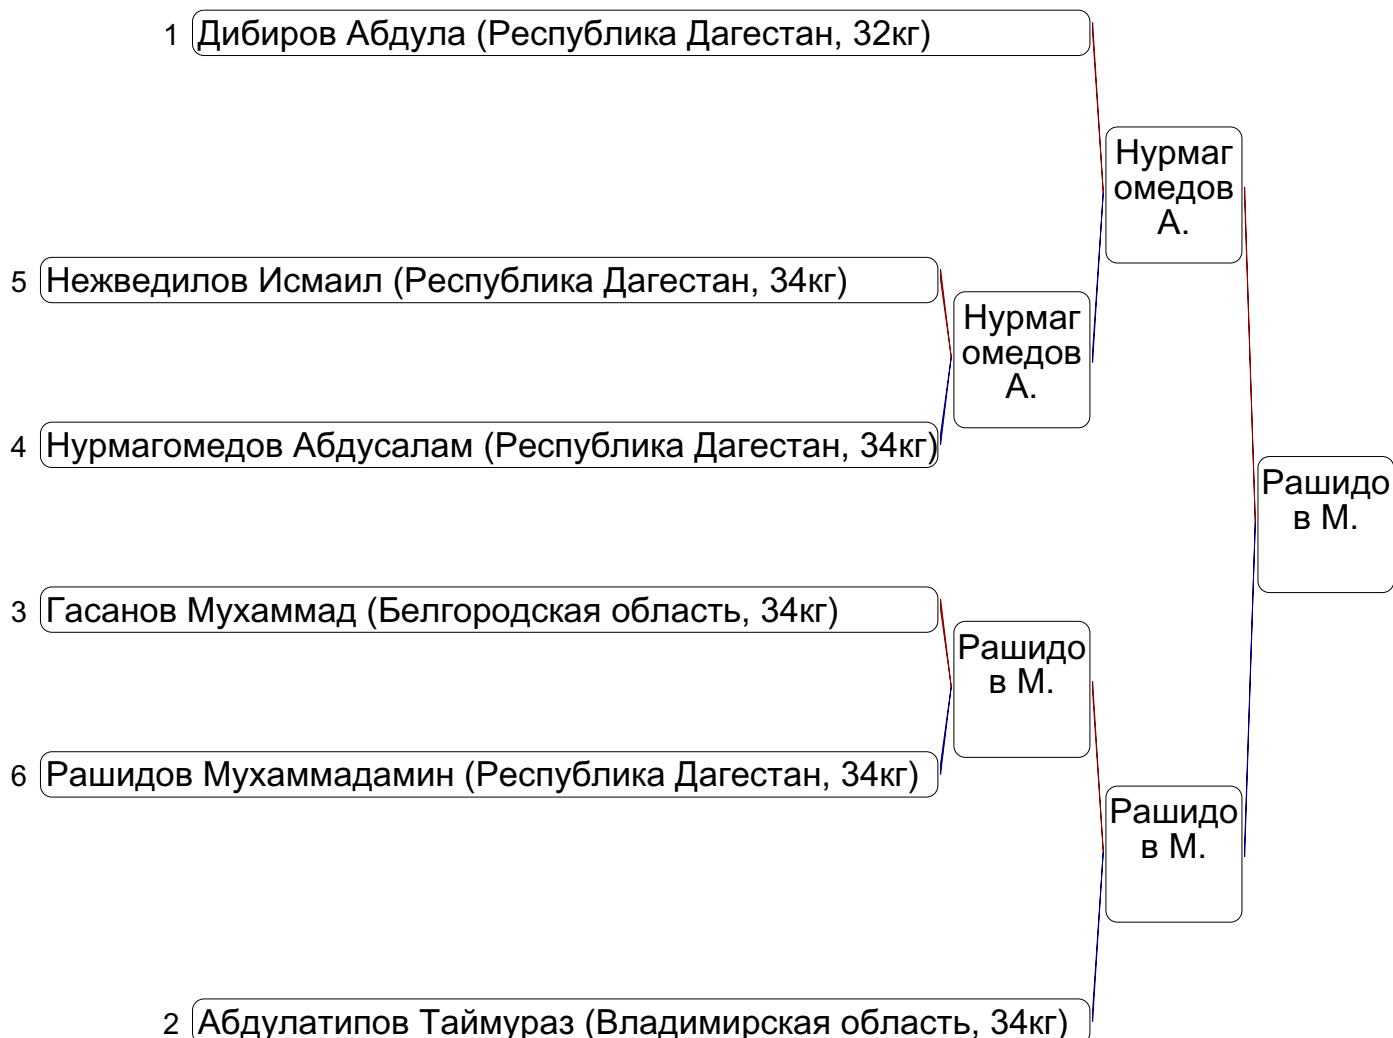 1 Дибиров Абдула (Республика Дагестан, 32кг)
Нурмаг
омедов
А.
5 Нежведилов Исмаил (Республика Дагестан, 34кг)
Нурмаг
омедов
А.
4 Нурмагомедов Абдусалам (Республика Дагестан, 34кг)
Рашидо
в М.
3 Гасанов Мухаммад (Белгородская область, 34кг)
Рашидо
в М.
6 Рашидов Мухаммадамин (Республика Дагестан, 34кг)
Рашидо
в М.
2 Абдулатипов Таймураз (Владимирская область, 34кг)